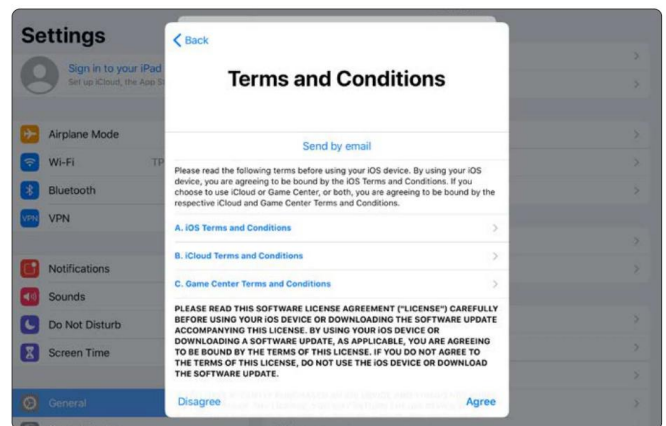 Settings
Back
Terms and Conditions
Sign in to your iPad
Set up iCloud, the App
Send by email
Airplane Mode
Wi-Fi
TP
Bluetooth
VPN
VPN
Notifications
Sounds
Do Not Disturb
Screen Time
General
Please read the following terms before using your iOS device. By using your iOS
device, you are agreeing to be bound by the iOS Terms and Conditions. If you
choose to use iCloud or Game Center, or both, you are agreeing to be bound by the
respective iCloud and Game Center Terms and Conditions.
A. iOS Terms and Conditions
B. iCloud Terms and Conditions
C. Game Center Terms and Conditions
PLEASE READ THIS SOFTWARE LICENSE AGREEMENT ("LICENSE") CAREFULLY
BEFORE USING YOUR iOS DEVICE OR DOWNLOADING THE SOFTWARE UPDATE
ACCOMPANYING THIS LICENSE. BY USING YOUR iOS DEVICE OR
DOWNLOADING A SOFTWARE UPDATE, AS APPLICABLE, YOU ARE AGREEING
TO BE BOUND BY THE TERMS OF THIS LICENSE. IF YOU DO NOT AGREE TO
THE TERMS OF THIS LICENSE, DO NOT USE THE iOS DEVICE OR DOWNLOAD
THE SOFTWARE UPDATE.
Disagree
Agree